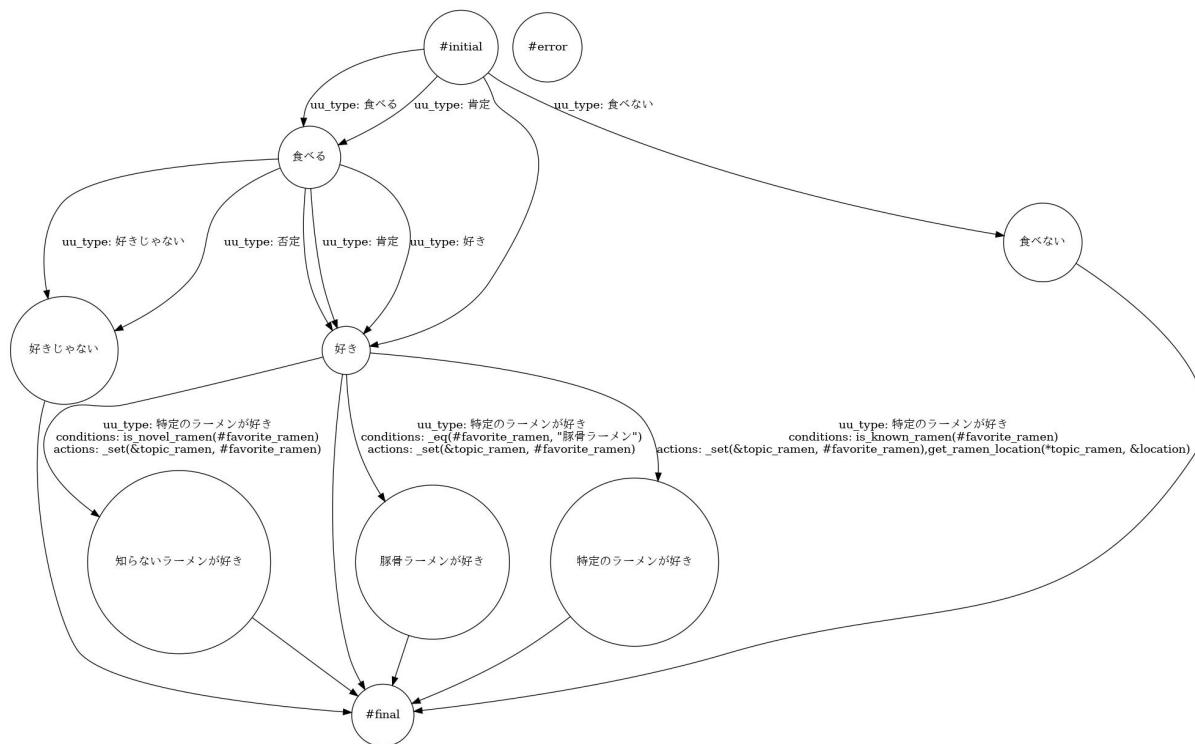 #initial
#error
uu_type: 食べる
uu_type: 肯定
uu_type: 食べない
食べる
uu_type: 好きじゃない
uu_type: 否定
uu_type: 肯定
uu_type: 好き
食べない
好きじゃない
好き
uu_type: 特定のラーメンが好き
conditions: is_novel_ramen(#favorite_ramen)
actions: _set(&topic_ramen, #favorite_ramen)
uu_type: 特定のラーメンが好き
conditions: _eq(#favorite_ramen, "豚骨ラーメン")
actions: _set(&topic_ramen, #favorite_ramen)
uu_type: 特定のラーメンが好き
conditions: is_known_ramen(#favorite_ramen)
actions: _set(&topic_ramen, #favorite_ramen),get_ramen_location(*topic_ramen, &location)
知らないラーメンが好き
豚骨ラーメンが好き
特定のラーメンが好き
#final